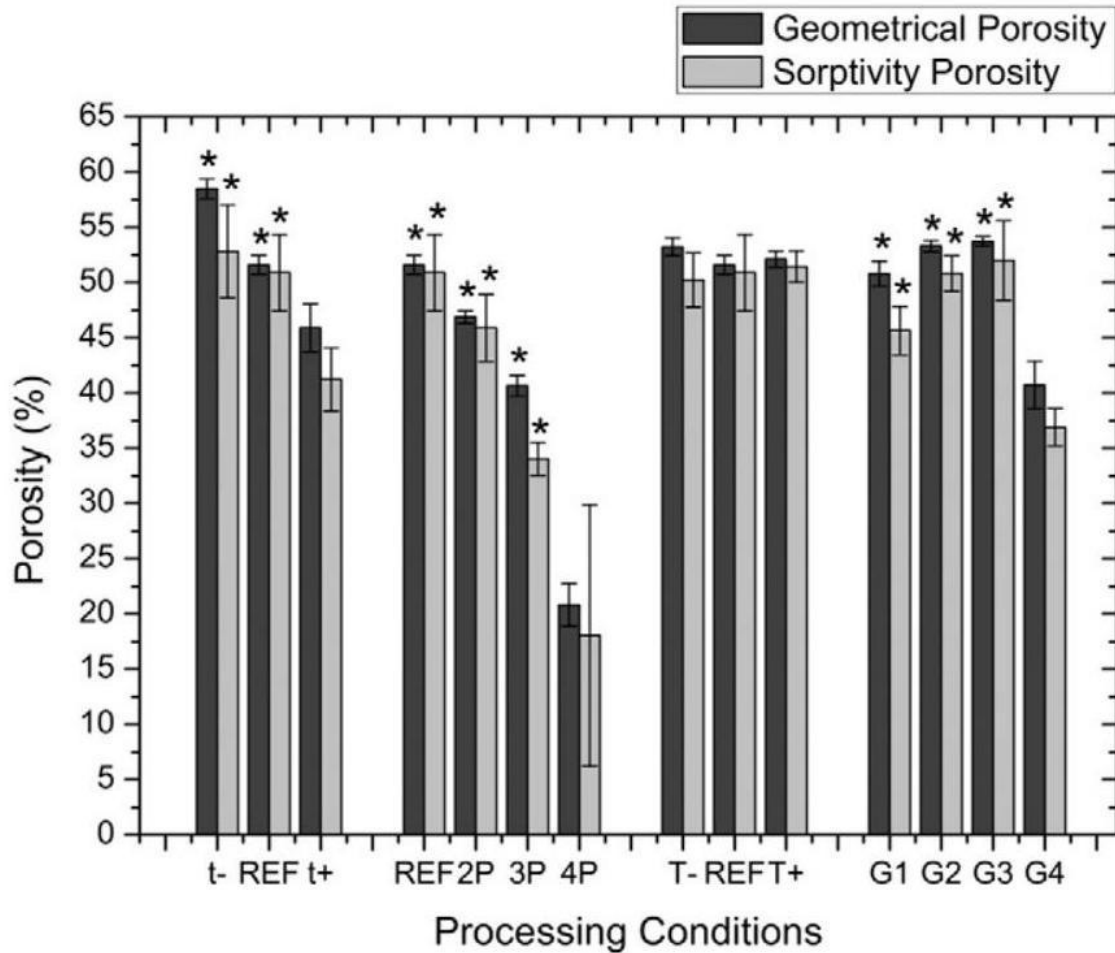 Geometrical Porosity
Sorptivity Porosity
65
60
55
50
45
40
35
30
25
20
15
10
5
0
Porosity (%)
* * * * * * * * * * * * * * * *
t- REF t+ REF 2P 3P 4P T- REF T+ G1 G2 G3 G4
Processing Conditions